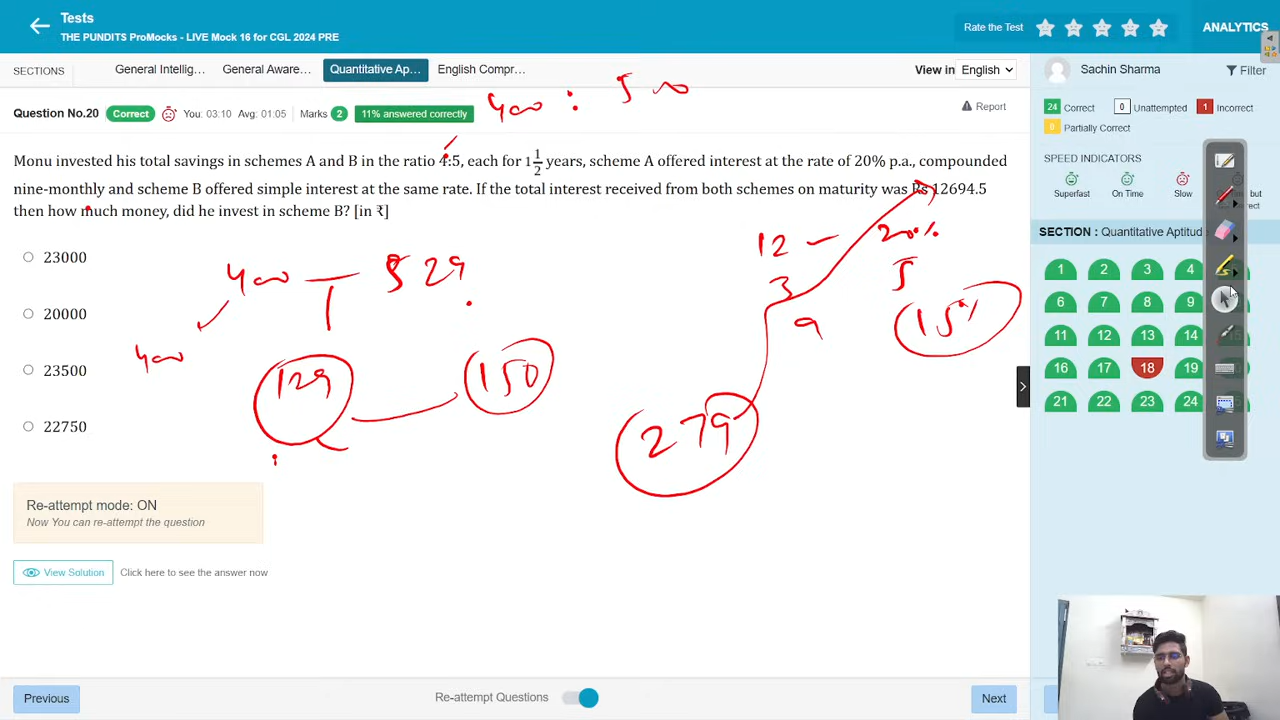 Tests
THE PUNDITS ProMocks - LIVE Mock 16 for CGL 2024 PRE
Rate the Test
ANALYTICS
SECTIONS
General Intellig...
General Aware...
Quantitative Ap...
English Compr...
View in English
Sachin Sharma
Filter
400 : 500
Question No.20 Correct You: 03:10 Avg: 01:05 Marks 2 11% answered correctly
Report
24 Correct 0 Unattempted 1 Incorrect
0 Partially Correct
Monu invested his total savings in schemes A and B in the ratio 4:5, each for 1 1/2 years, scheme A offered interest at the rate of 20% p.a., compounded
nine-monthly and scheme B offered simple interest at the same rate. If the total interest received from both schemes on maturity was Rs 12694.5
then how much money, did he invest in scheme B? [in ₹]
SPEED INDICATORS
Superfast On Time Slow
SECTION : Quantitative Aptitud
23000
20000
23500
22750
400 529
400
129 150
279
12 — 20%
3 5
9 15%
1 2 3 4
6 7 8 9
11 12 13 14
16 17 18 19
21 22 23 24
Re-attempt mode: ON
Now You can re-attempt the question
View Solution Click here to see the answer now
Previous
Re-attempt Questions
Next